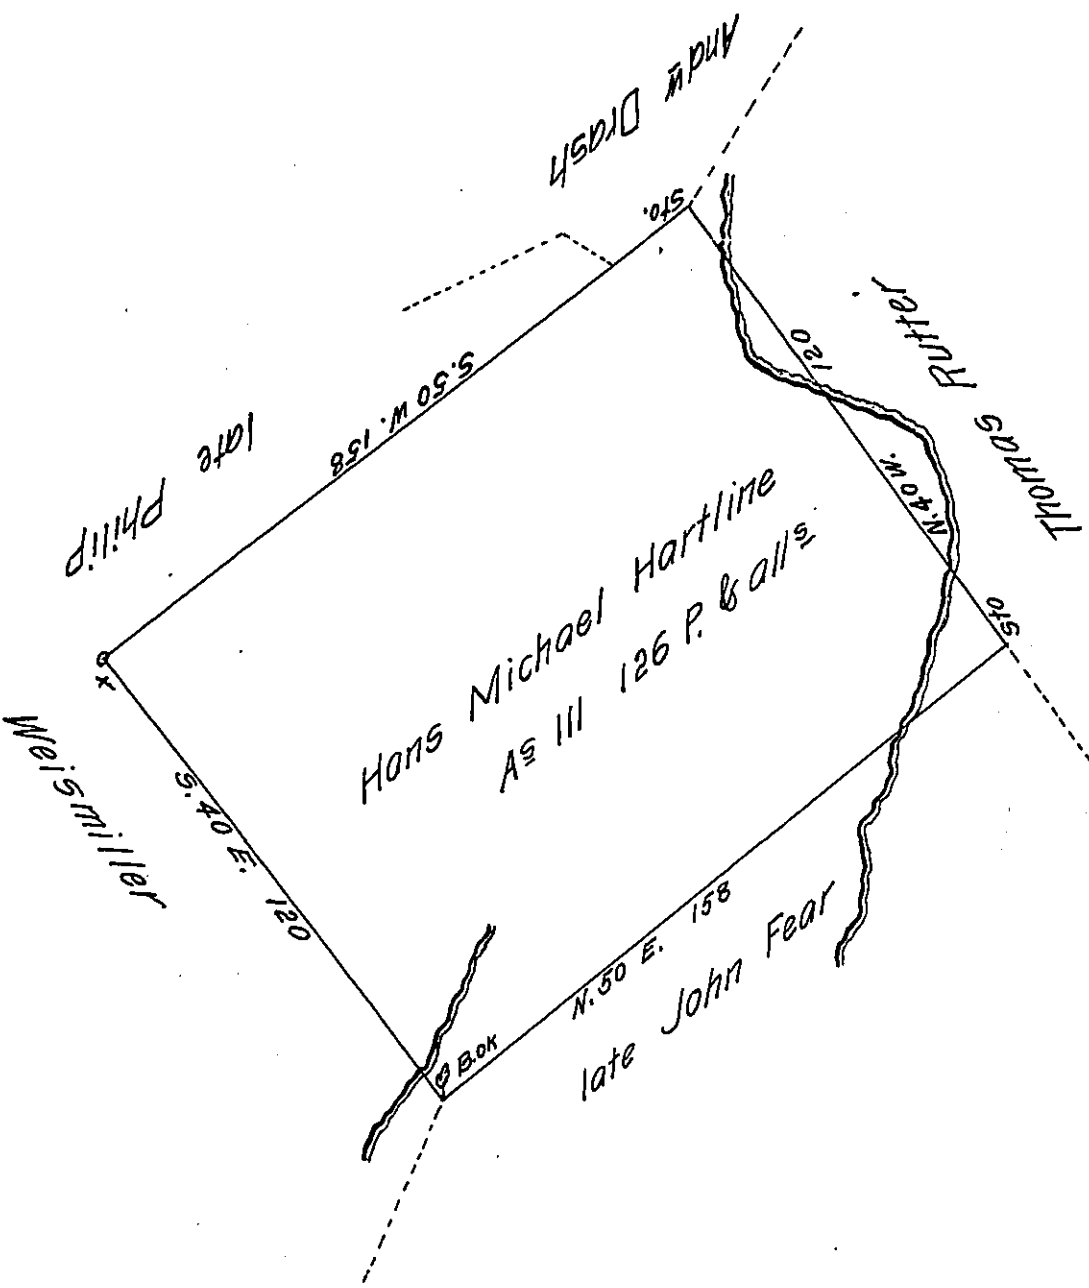 Andw̄ Drash
Sto.
S. 50 W. 158
late Philip
Weismiller
x
S. 40 E. 120
B.OK
N. 50 E. 158
late John Fear
Sto
N. 40 W. 120
Thomas Rutter
Hans Michael Hartline
As 111 126 P. & alls